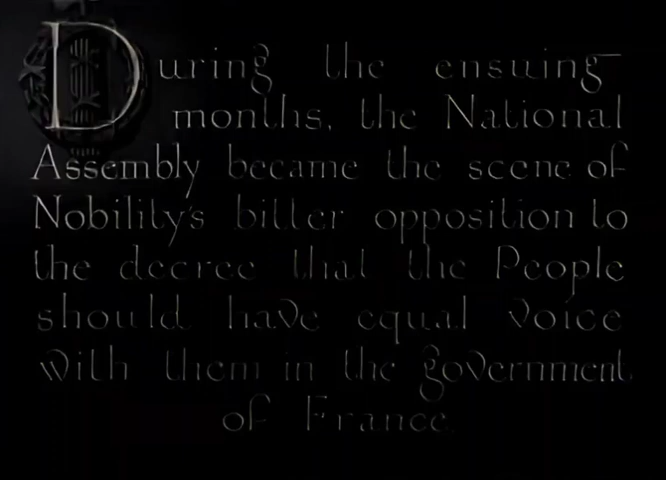 During the ensuing
months, the National
Assembly became the scene of
Nobility's bitter opposition to
the decree that the People
should have equal voice
with them in the government
of France.